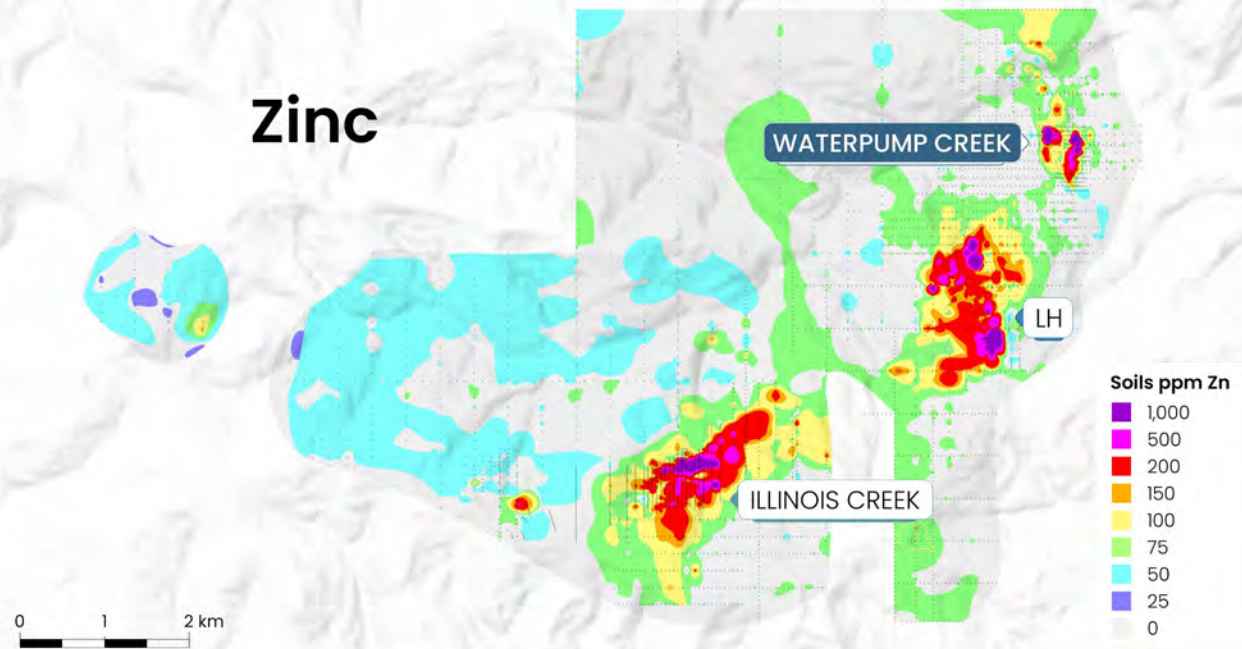 Zinc
WATERPUMP CREEK
LH
ILLINOIS CREEK
Soils ppm Zn
1,000
500
200
150
100
75
50
25
0
0 1 2 km